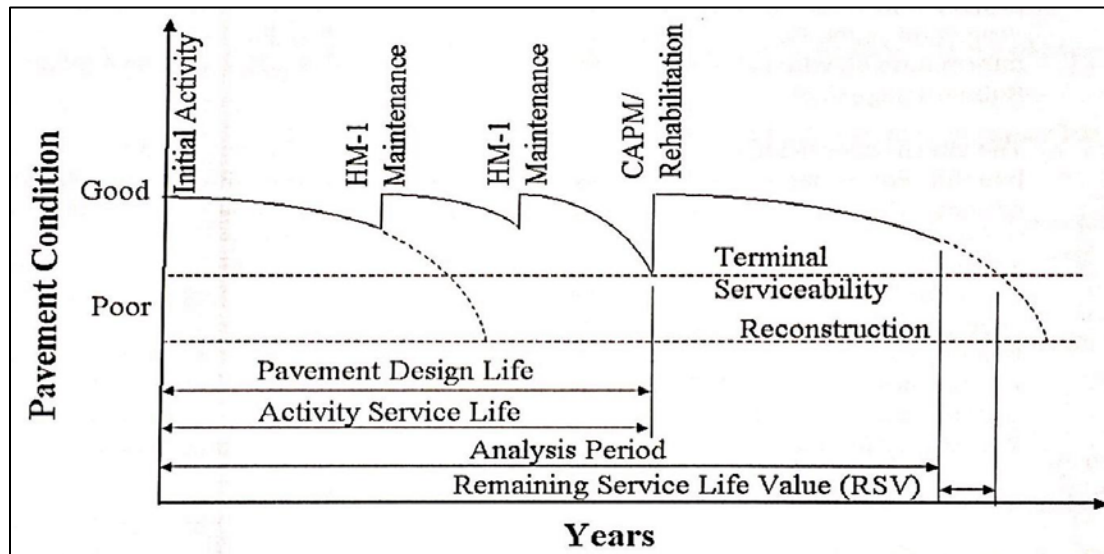 Initial Activity
HM-1
Maintenance
HM-1
Maintenance
CAPM/
Rehabilitation
Pavement Condition
Good
Poor
Terminal
Serviceability
Reconstruction
Pavement Design Life
Activity Service Life
Analysis Period
Remaining Service Life Value (RSV)
Years